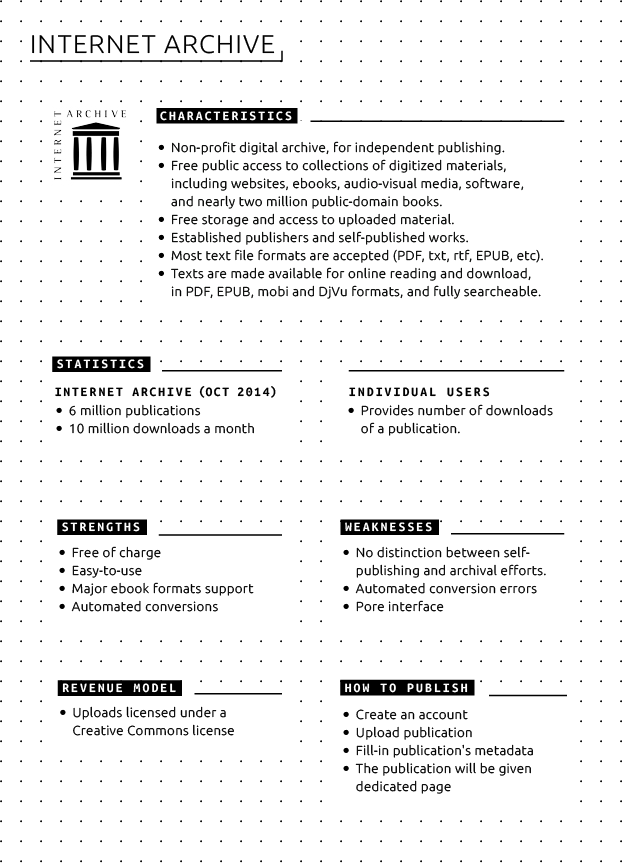 INTERNET ARCHIVE
ARCHIVE
INTERNET
CHARACTERISTICS
• Non-profit digital archive, for independent publishing.
• Free public access to collections of digitized materials,
including websites, ebooks, audio-visual media, software,
and nearly two million public-domain books.
• Free storage and access to uploaded material.
• Established publishers and self-published works.
• Most text file formats are accepted (PDF, txt, rtf, EPUB, etc).
• Texts are made available for online reading and download,
in PDF, EPUB, mobi and DjVu formats, and fully searcheable.
STATISTICS
INTERNET ARCHIVE (OCT 2014)
• 6 million publications
• 10 million downloads a month
INDIVIDUAL USERS
• Provides number of downloads
of a publication.
STRENGTHS
• Free of charge
• Easy-to-use
• Major ebook formats support
• Automated conversions
WEAKNESSES
• No distinction between self-
publishing and archival efforts.
• Automated conversion errors
• Pore interface
REVENUE MODEL
• Uploads licensed under a
Creative Commons license
HOW TO PUBLISH
• Create an account
• Upload publication
• Fill-in publication's metadata
• The publication will be given
dedicated page